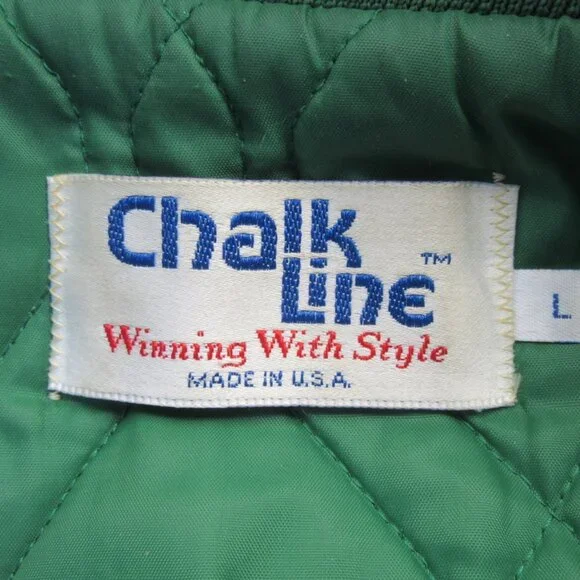 Chalk
Line™
Winning With Style
MADE IN U.S.A.
L